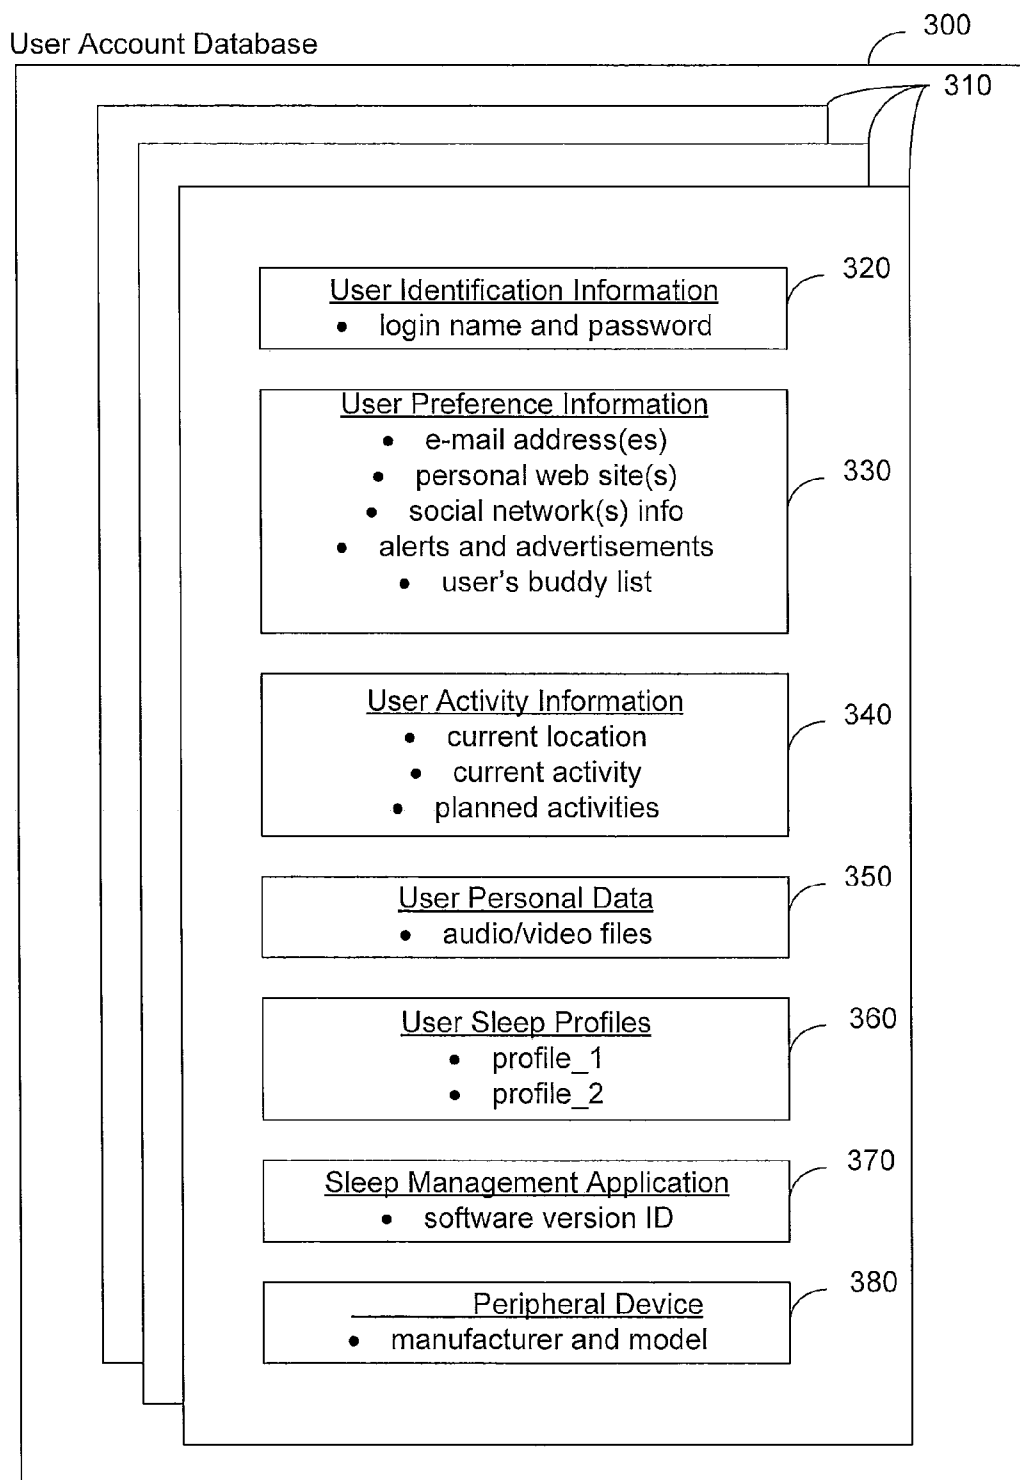 User Account Database
300
310
User Identification Information
320
• login name and password
User Preference Information
• e-mail address(es)
• personal web site(s)
330
• social network(s) info
• alerts and advertisements
• user's buddy list
User Activity Information
340
• current location
• current activity
• planned activities
User Personal Data
350
• audio/video files
User Sleep Profiles
360
• profile_1
• profile_2
Sleep Management Application
370
• software version ID
Peripheral Device
380
• manufacturer and model